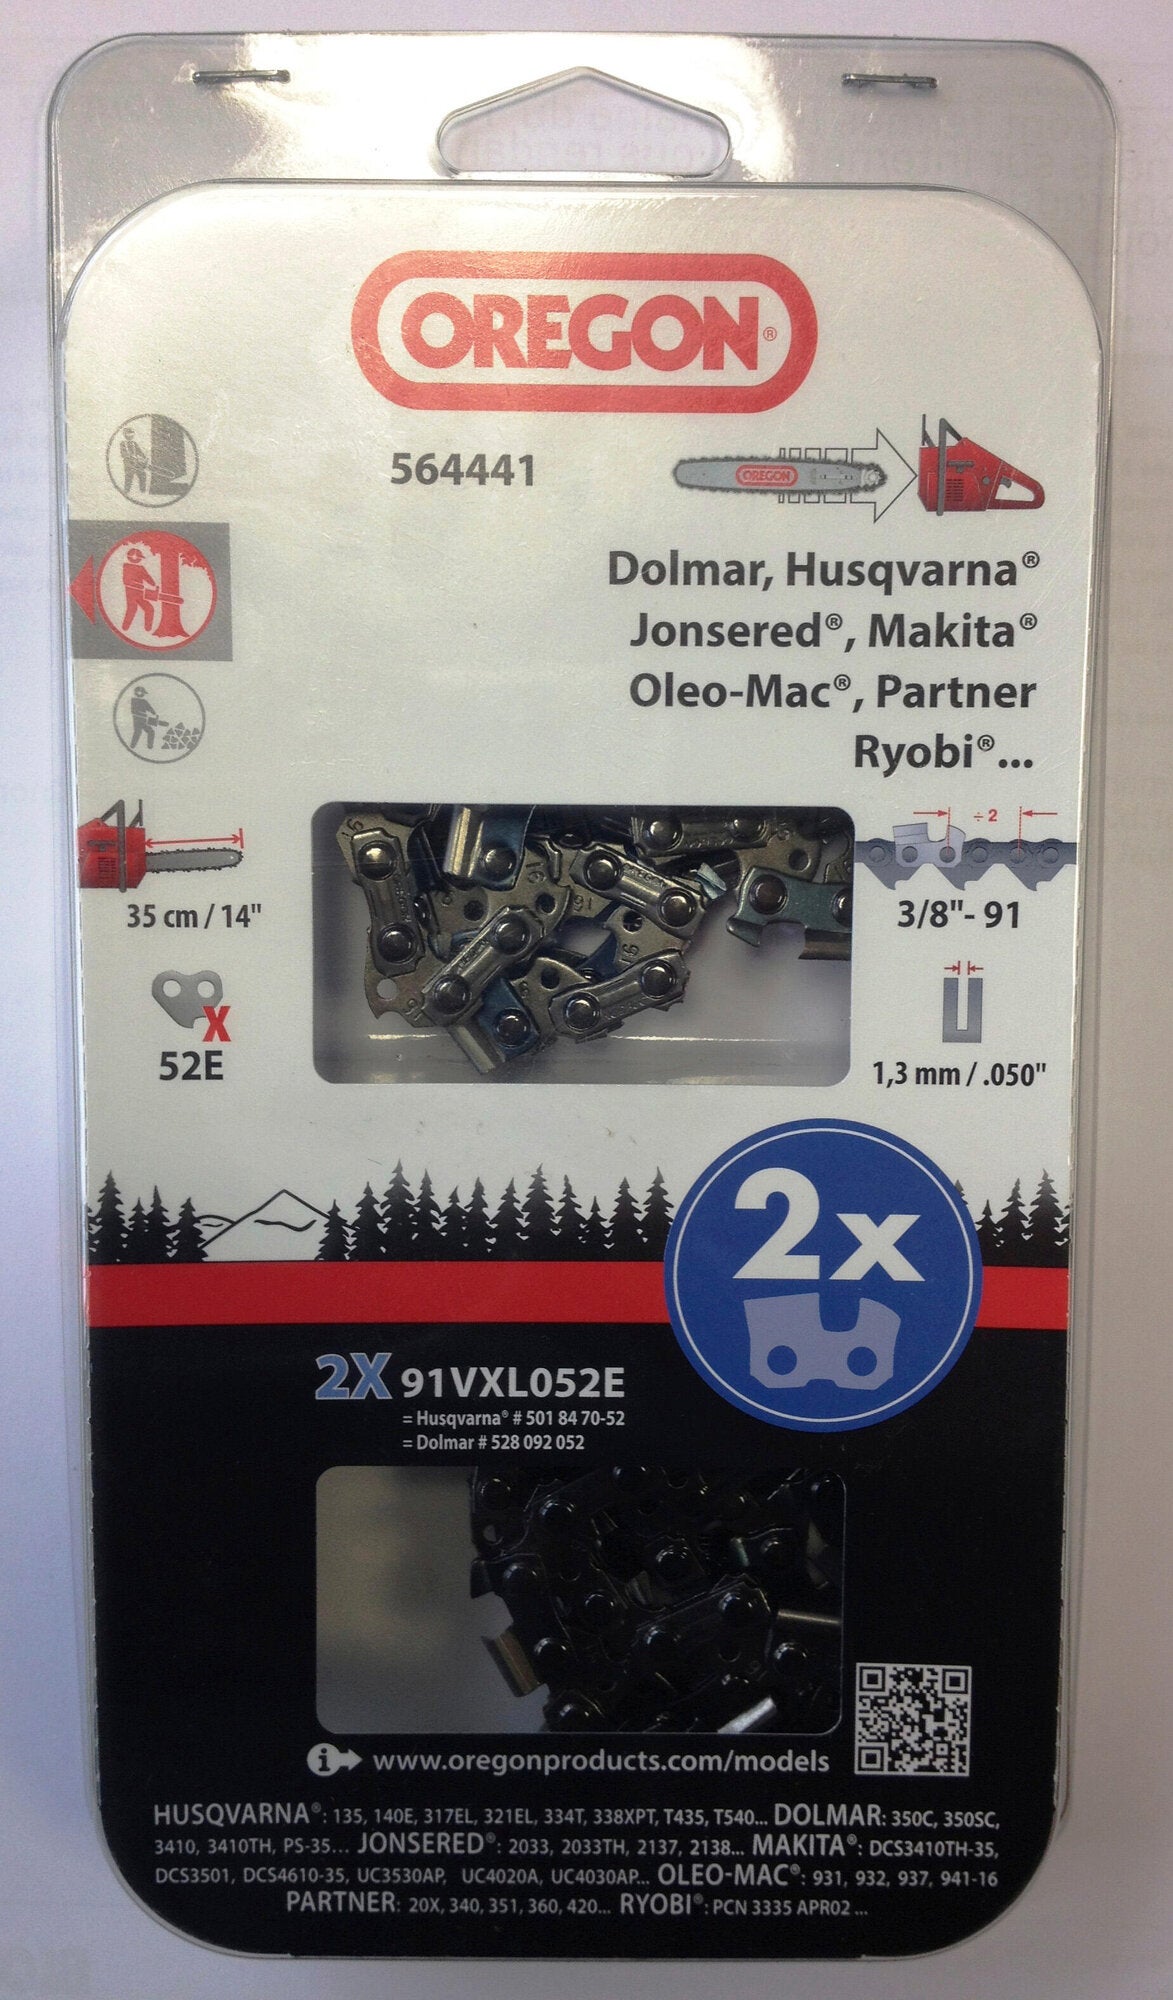 OREGON®
564441
OREGON
Dolmar, Husqvarna®
Jonsered®, Makita®
Oleo-Mac®, Partner
Ryobi®...
35 cm / 14"
÷ 2
3/8"- 91
X
52E
1,3 mm / .050"
2x
2X 91VXL052E
= Husqvarna® # 501 84 70-52
= Dolmar # 528 092 052
i www.oregonproducts.com/models
HUSQVARNA®: 135, 140E, 317EL, 321EL, 334T, 338XPT, T435, T540... DOLMAR: 350C, 350SC,
3410, 3410TH, PS-35... JONSERED®: 2033, 2033TH, 2137, 2138... MAKITA®: DCS3410TH-35,
DCS3501, DCS4610-35, UC3530AP, UC4020A, UC4030AP... OLEO-MAC®: 931, 932, 937, 941-16
PARTNER: 20X, 340, 351, 360, 420... RYOBI®: PCN 3335 APR02 ...